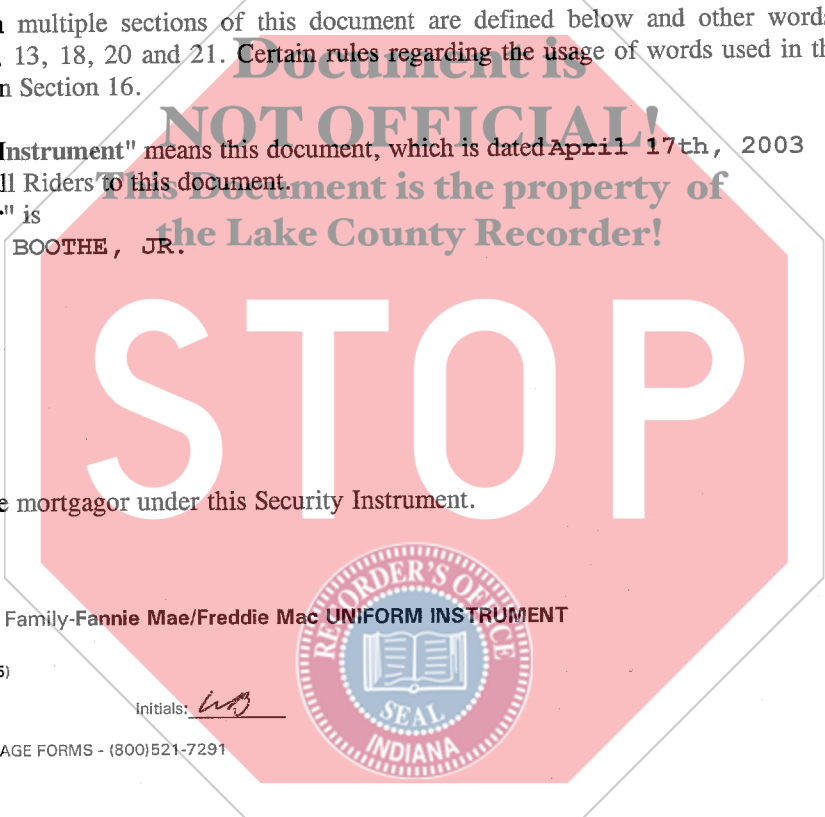 multiple sections of this document are defined below and other word
, 13, 18, 20 and 21. Certain rules regarding the usage of words used in th
n Section 16.
Document is
NOT OFFICIAL!
Instrument" means this document, which is dated April 17th, 2003
ll Riders to this document.
This Document is the property of
" is
the Lake County Recorder!
BOOTHE, JR.
STOP
e mortgagor under this Security Instrument.
RECORDER'S OFFICE
Family-Fannie Mae/Freddie Mac UNIFORM INSTRUMENT
5)
Initials: WB
SEAL
INDIANA
AGE FORMS - (800)521-7291